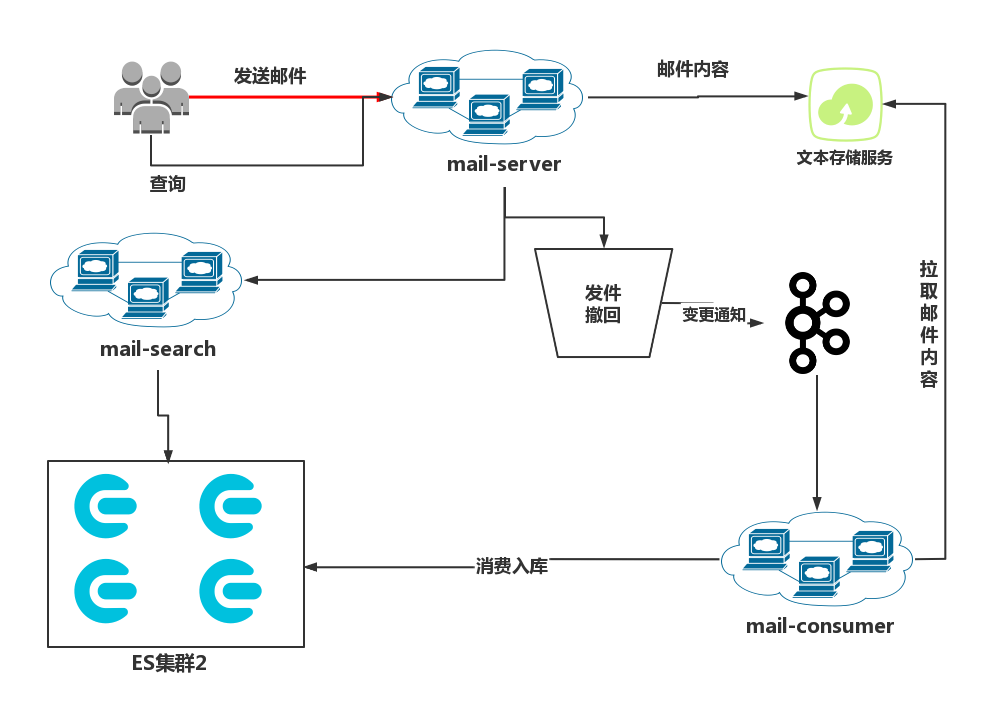 发送邮件
邮件内容
mail-server
文本存储服务
查询
发件
撤回
变更通知
拉
取
邮
件
内
容
mail-search
消费入库
mail-consumer
ES集群2